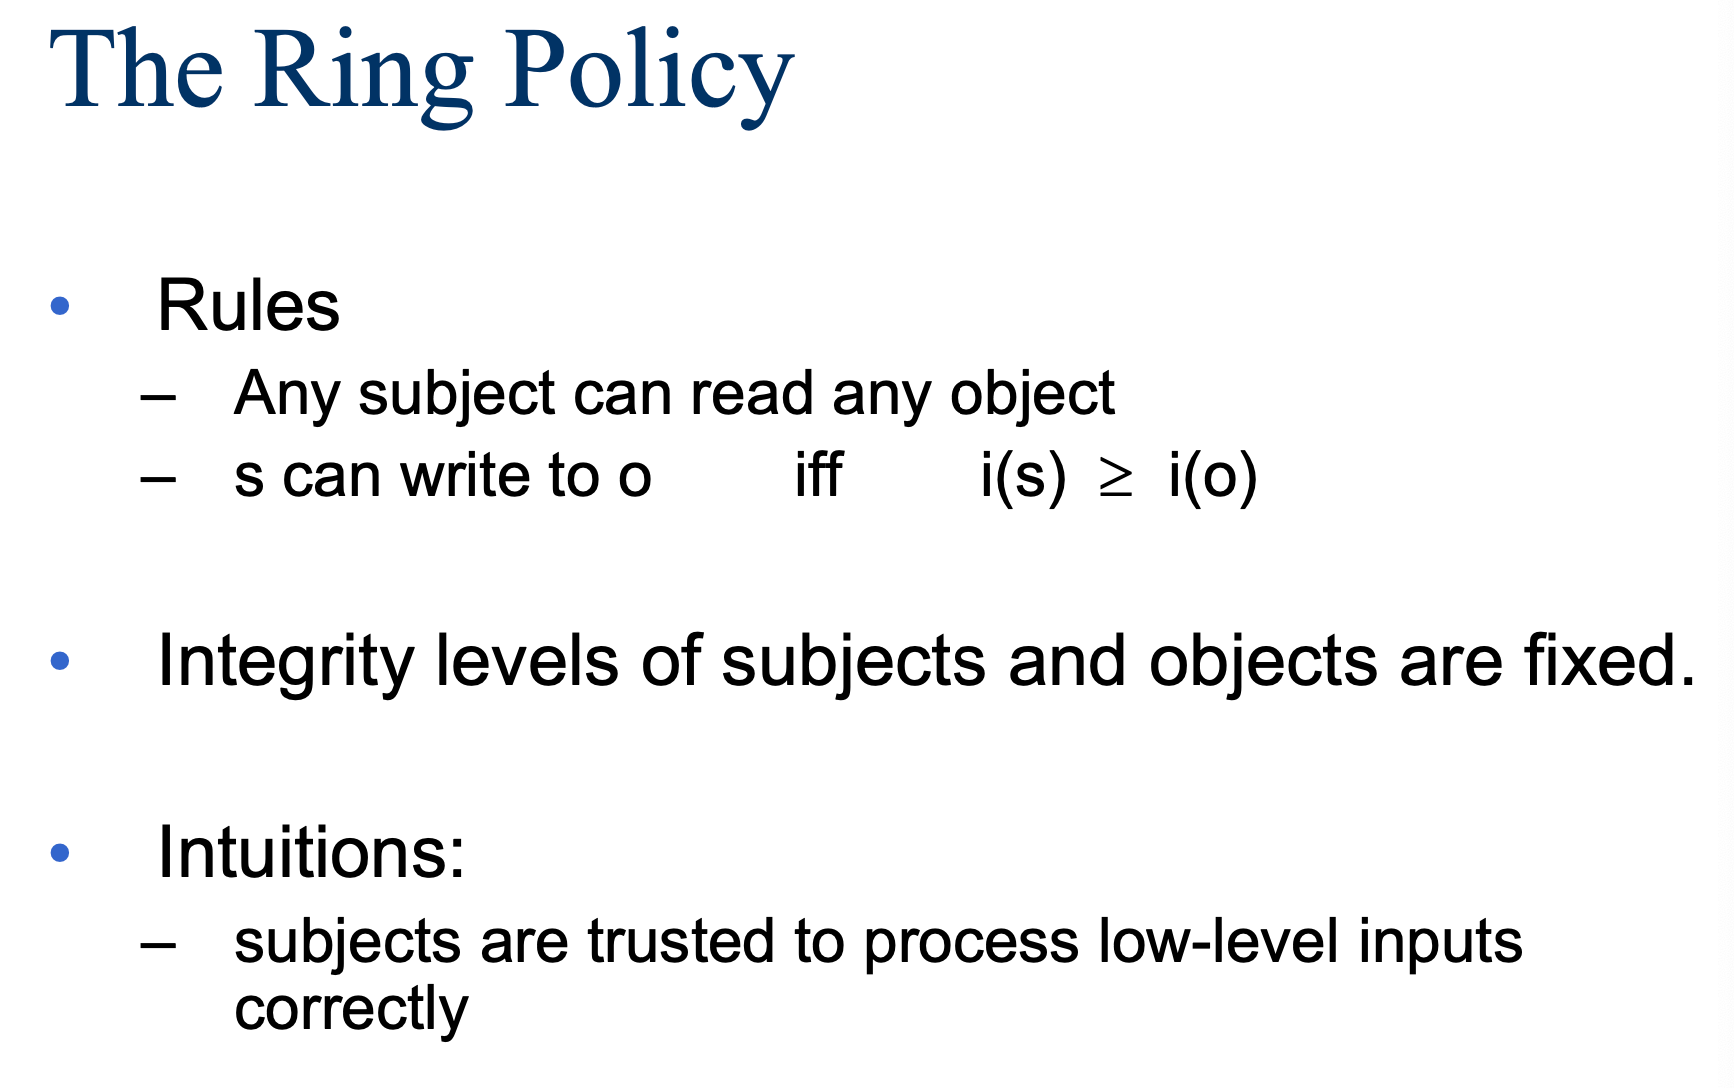 The Ring Policy
• Rules
– Any subject can read any object
– s can write to o iff i(s) ≥ i(o)
• Integrity levels of subjects and objects are fixed.
• Intuitions:
– subjects are trusted to process low-level inputs
correctly